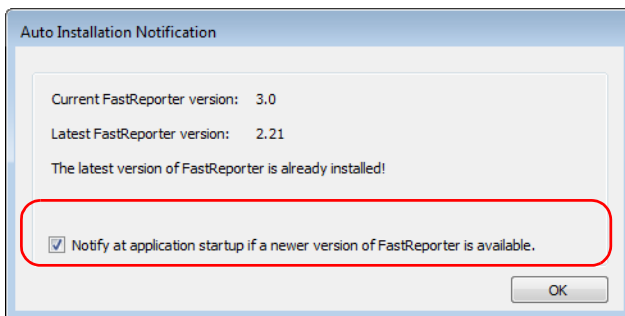 Auto Installation Notification
Current FastReporter version: 3.0
Latest FastReporter version: 2.21
The latest version of FastReporter is already installed!
Notify at application startup if a newer version of FastReporter is available.
OK